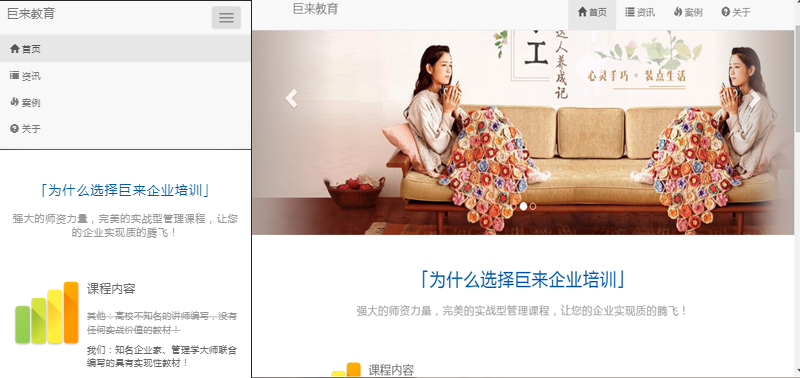 巨来教育
首页
资讯
案例
关于
「为什么选择巨来企业培训」
强大的师资力量，完美的实战型管理课程，让您
的企业实现质的腾飞！
课程内容
其他：高校不知名的讲师编写，没有
任何实战价值的教材！
我们：知名企业家、管理学大师联合
编写的具有实现性教材！
巨来教育
首页 资讯 案例 关于
工
达人养成记
心灵手巧 • 装点生活
「为什么选择巨来企业培训」
强大的师资力量，完美的实战型管理课程，让您的企业实现质的腾飞！
课程内容